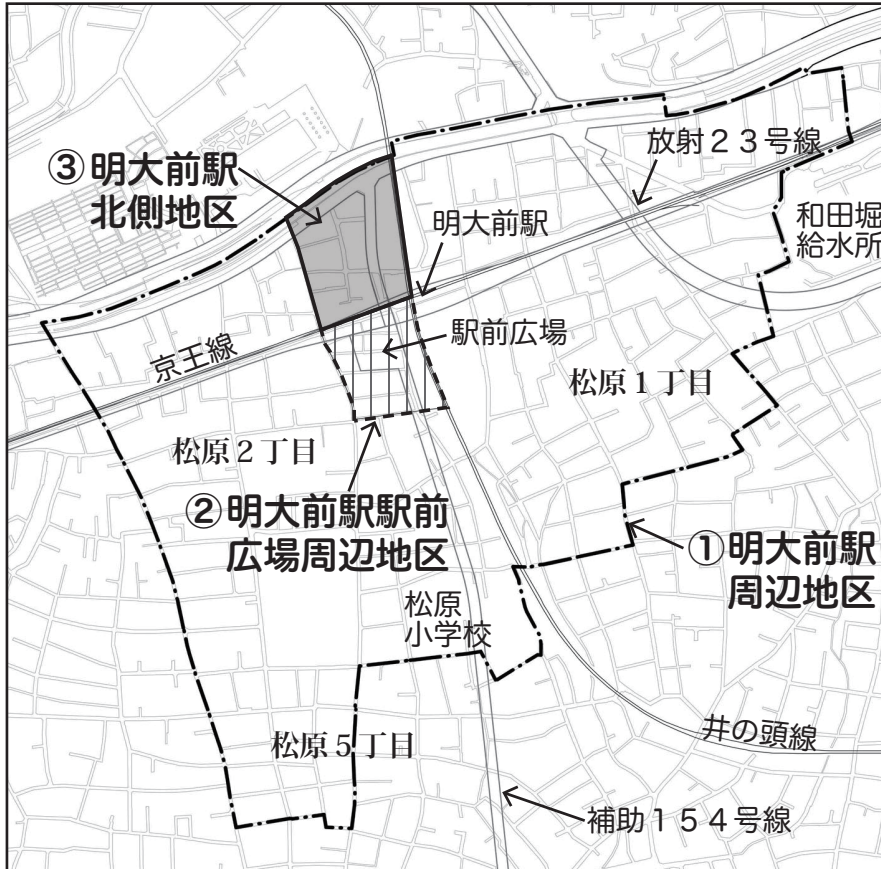 放射２３号線
③明大前駅
北側地区
明大前駅
和田堀
給水所
駅前広場
京王線
松原１丁目
松原２丁目
②明大前駅駅前
広場周辺地区
①明大前駅
周辺地区
松原
小学校
井の頭線
松原５丁目
補助１５４号線